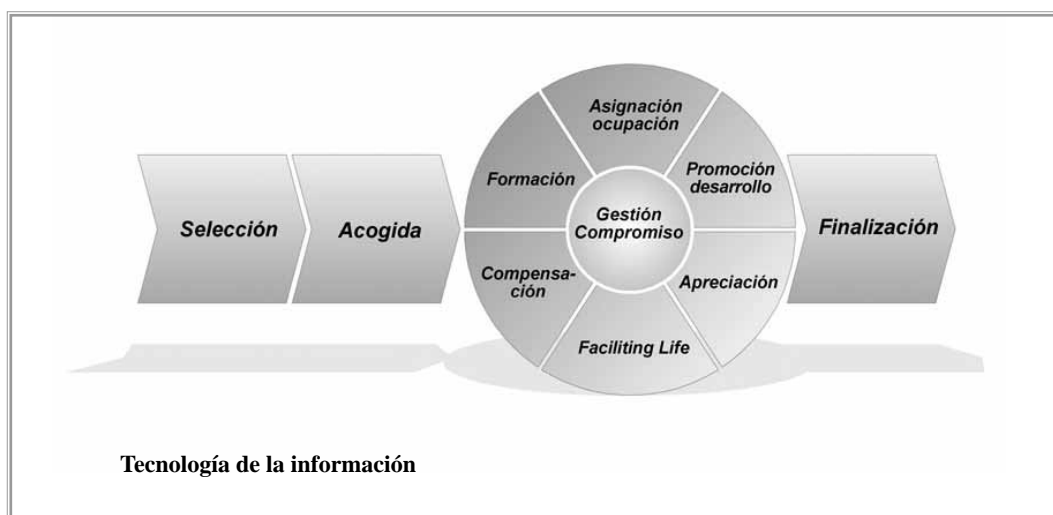 Selección
Acogida
Formación
Asignación
ocupación
Promoción
desarrollo
Gestión
Compromiso
Compensa-
ción
Faciliting Life
Apreciación
Finalización
Tecnología de la información